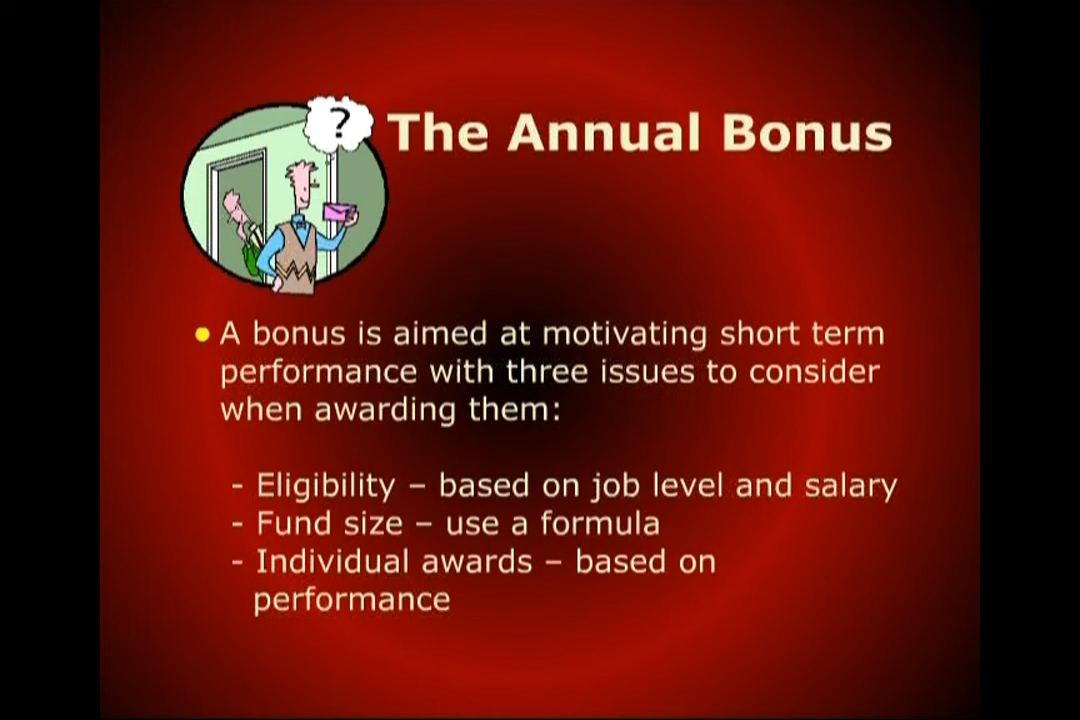 ?
The Annual Bonus
• A bonus is aimed at motivating short term
performance with three issues to consider
when awarding them:
- Eligibility – based on job level and salary
- Fund size – use a formula
- Individual awards – based on
performance